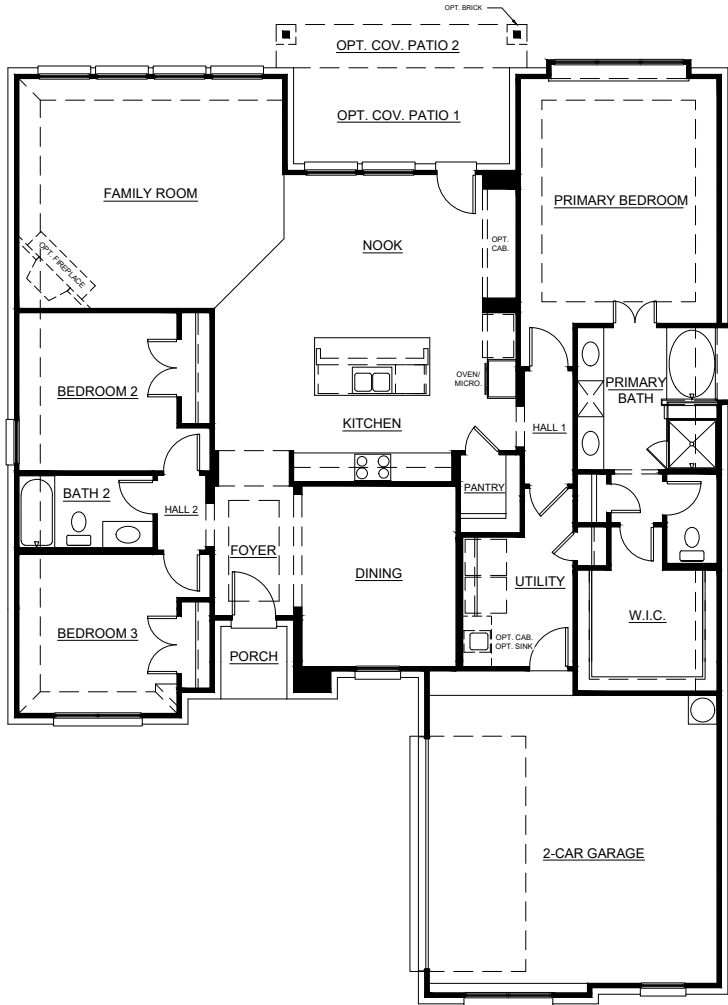 OPT. BRICK
OPT. COV. PATIO 2
OPT. COV. PATIO 1
FAMILY ROOM
PRIMARY BEDROOM
NOOK
OPT.
CAB.
OPT. FIREPLACE
OVEN/
MICRO.
PRIMARY
BATH
BEDROOM 2
KITCHEN
HALL 1
PANTRY
BATH 2
HALL 2
FOYER
DINING
UTILITY
W.I.C.
BEDROOM 3
OPT. CAB.
OPT. SINK
PORCH
2-CAR GARAGE